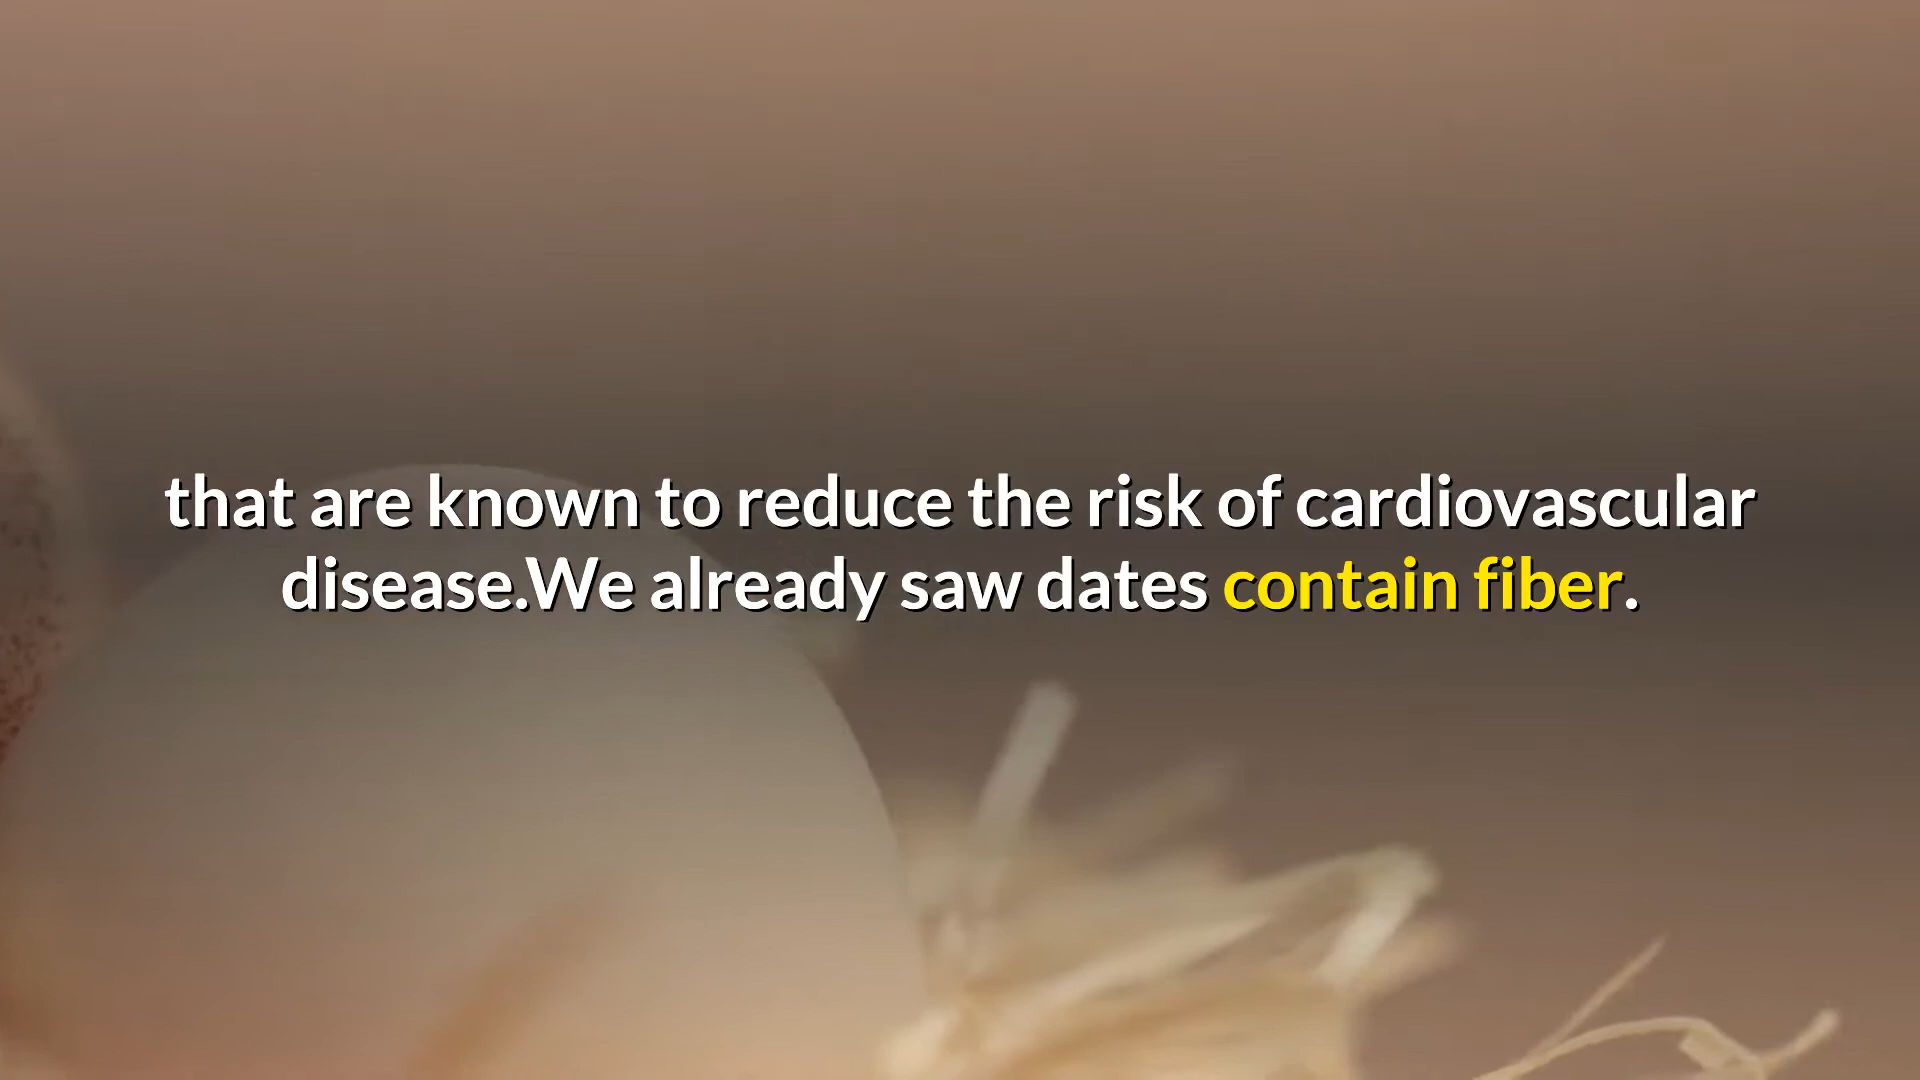 that are known to reduce the risk of cardiovascular
disease.We already saw dates contain fiber.